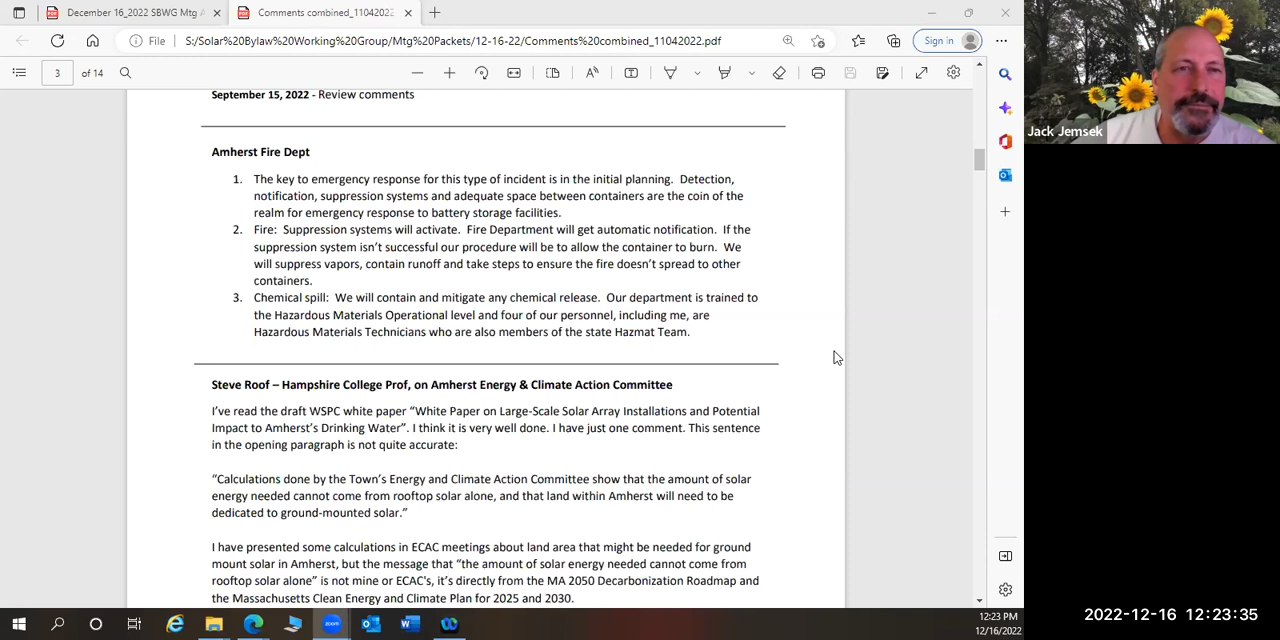 December 16_2022 SBWG Mtg A
Comments combined_11042022
File
S:/Solar%20Bylaw%20Working%20Group/Mtg%20Packets/12-16-22/Comments%20combined_11042022.pdf
Sign in
3 of 14
September 15, 2022 - Review comments
Jack Jemsek
Amherst Fire Dept
1. The key to emergency response for this type of incident is in the initial planning. Detection,
notification, suppression systems and adequate space between containers are the coin of the
realm for emergency response to battery storage facilities.
2. Fire: Suppression systems will activate. Fire Department will get automatic notification. If the
suppression system isn't successful our procedure will be to allow the container to burn. We
will suppress vapors, contain runoff and take steps to ensure the fire doesn't spread to other
containers.
3. Chemical spill: We will contain and mitigate any chemical release. Our department is trained to
the Hazardous Materials Operational level and four of our personnel, including me, are
Hazardous Materials Technicians who are also members of the state Hazmat Team.
Steve Roof – Hampshire College Prof, on Amherst Energy & Climate Action Committee
I've read the draft WSPC white paper "White Paper on Large-Scale Solar Array Installations and Potential
Impact to Amherst's Drinking Water". I think it is very well done. I have just one comment. This sentence
in the opening paragraph is not quite accurate:
"Calculations done by the Town's Energy and Climate Action Committee show that the amount of solar
energy needed cannot come from rooftop solar alone, and that land within Amherst will need to be
dedicated to ground-mounted solar."
I have presented some calculations in ECAC meetings about land area that might be needed for ground
mount solar in Amherst, but the message that "the amount of solar energy needed cannot come from
rooftop solar alone" is not mine or ECAC's, it's directly from the MA 2050 Decarbonization Roadmap and
the Massachusetts Clean Energy and Climate Plan for 2025 and 2030.
zoom
12:23 PM
12/16/2022
2022-12-16 12:23:35